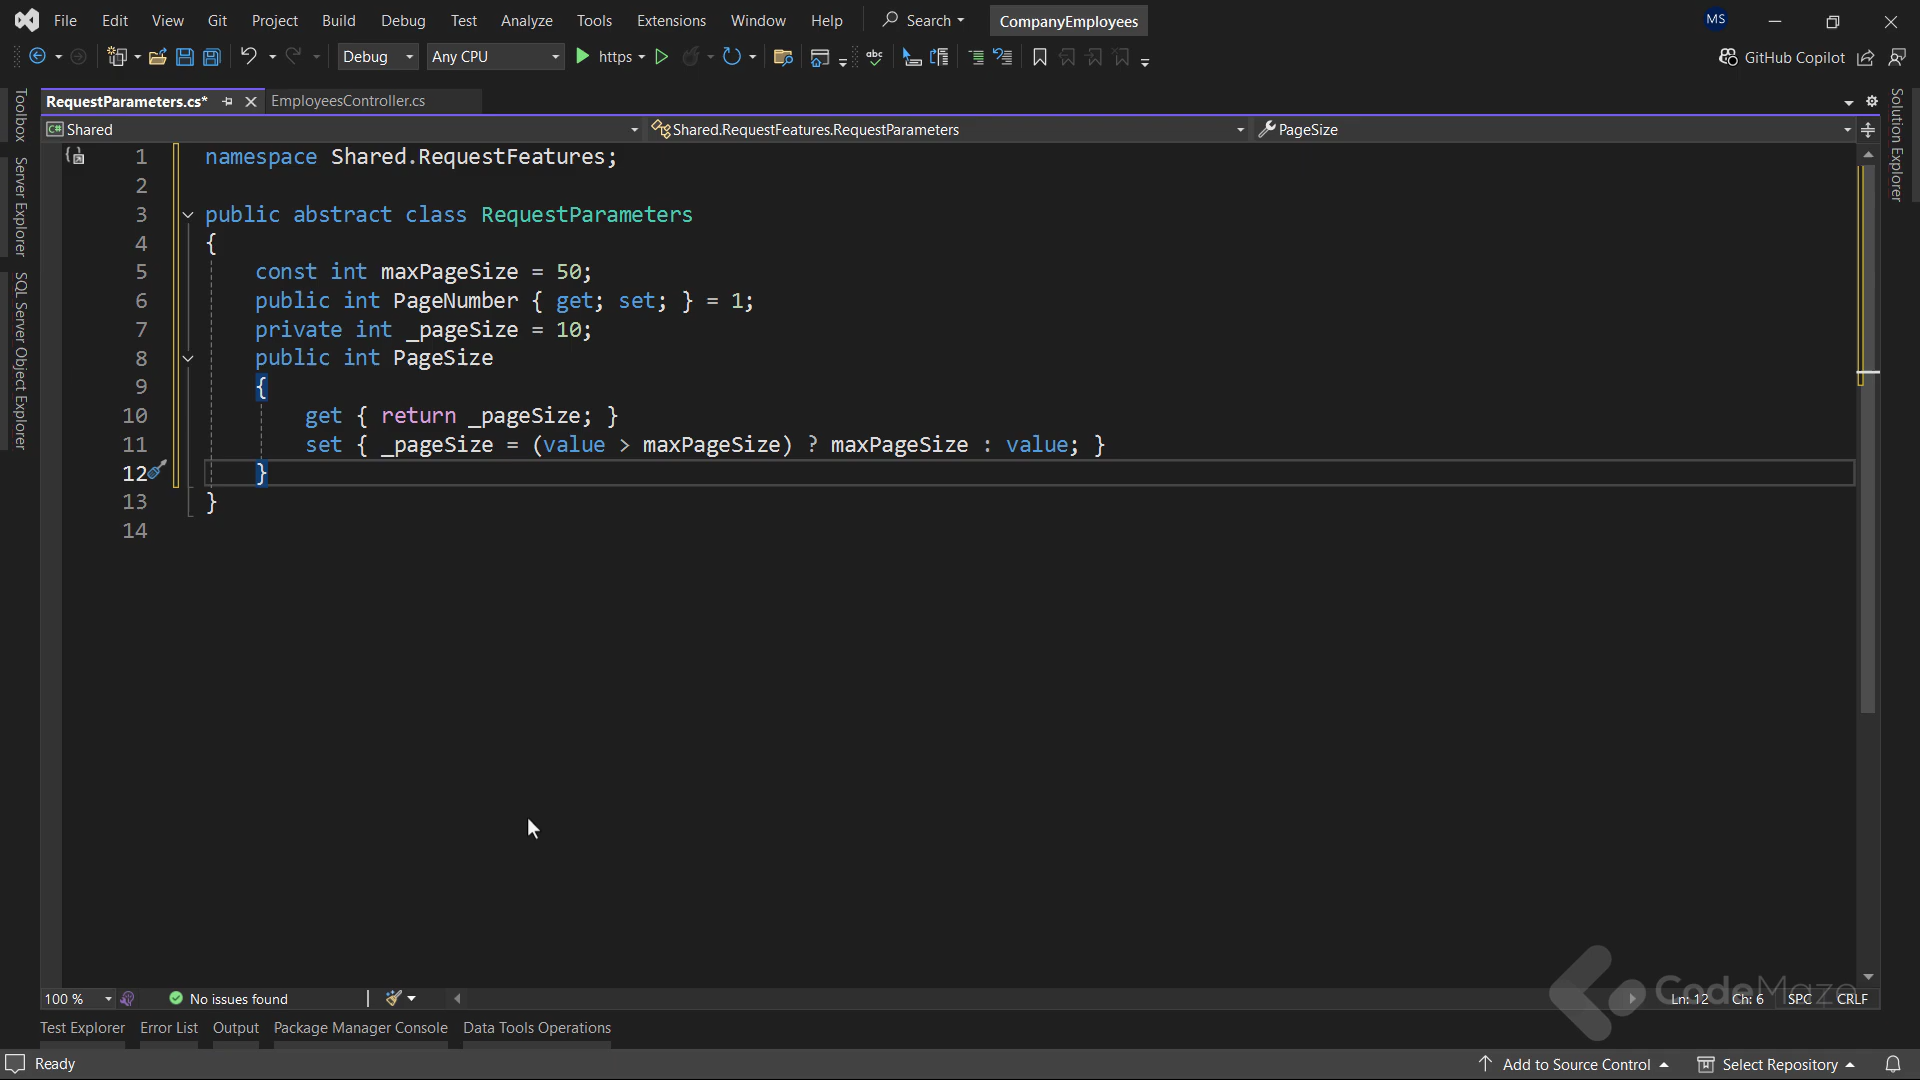 File Edit View Git Project Build Debug Test Analyze Tools Extensions Window Help Search CompanyEmployees MS
Debug Any CPU https abc GitHub Copilot
RequestParameters.cs* EmployeesController.cs
C# Shared Shared.RequestFeatures.RequestParameters PageSize
Toolbox
Server Explorer
SQL Server Object Explorer
Solution Explorer
1 namespace Shared.RequestFeatures;
2
3 public abstract class RequestParameters
4 {
5 const int maxPageSize = 50;
6 public int PageNumber { get; set; } = 1;
7 private int _pageSize = 10;
8 public int PageSize
9 {
10 get { return _pageSize; }
11 set { _pageSize = (value > maxPageSize) ? maxPageSize : value; }
12 }
13 }
14
CodeMaze
100 % No issues found Ln: 12 Ch: 6 SPC CRLF
Test Explorer Error List Output Package Manager Console Data Tools Operations
Ready Add to Source Control Select Repository